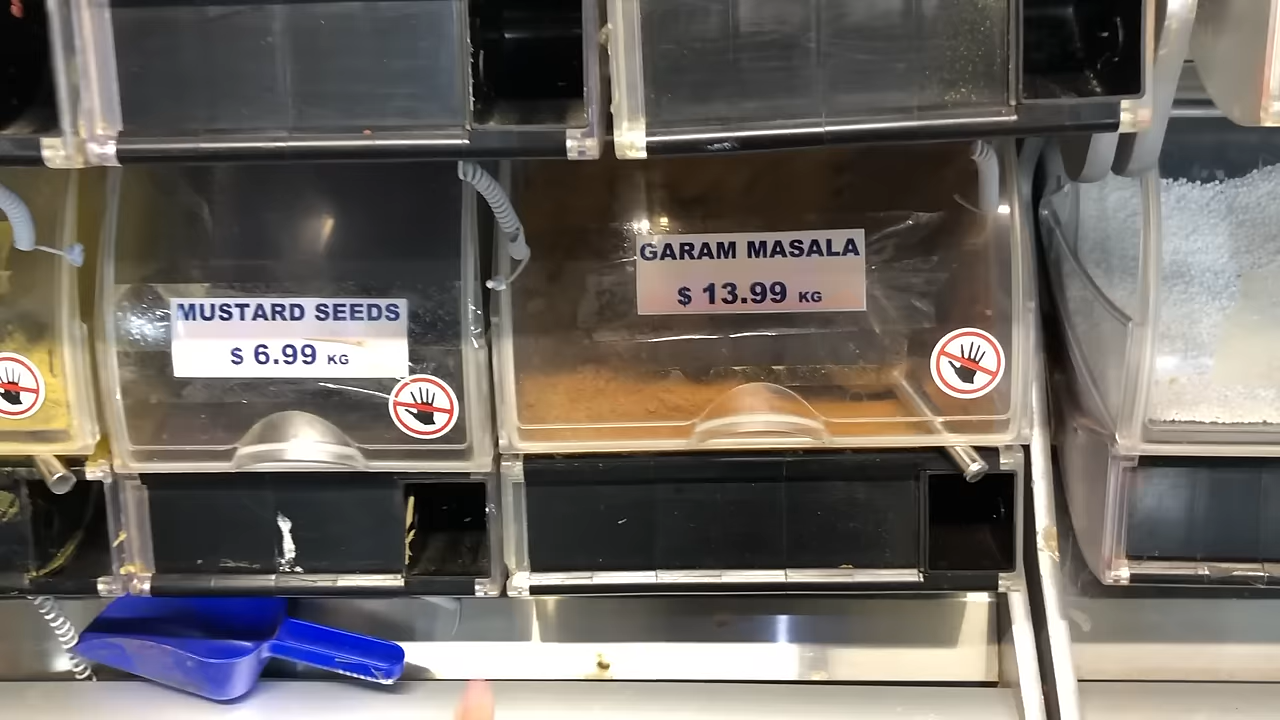 MUSTARD SEEDS
$ 6.99 KG
GARAM MASALA
$ 13.99 KG